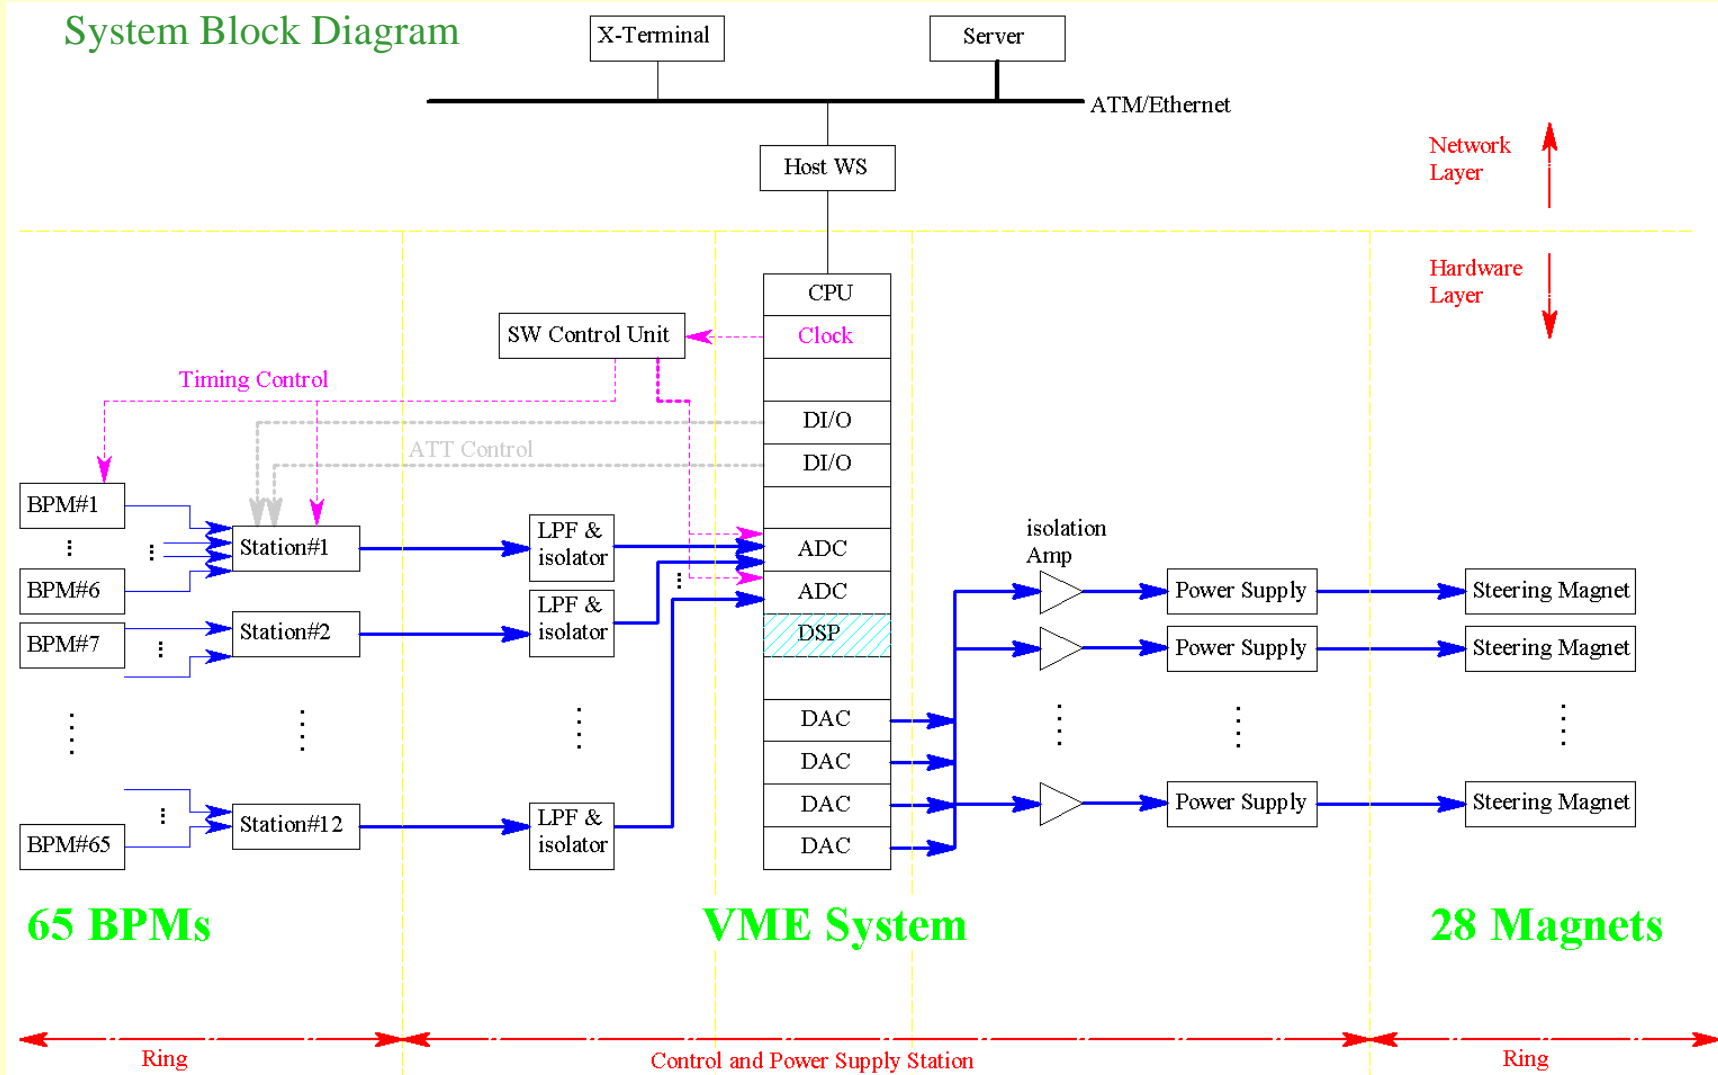 System Block Diagram
X-Terminal
Server
ATM/Ethernet
Host WS
Network
Layer
Hardware
Layer
CPU
SW Control Unit
Clock
Timing Control
DI/O
ATT Control
DI/O
BPM#1
Station#1
BPM#6
BPM#7
Station#2
Station#12
BPM#65
LPF &
isolator
LPF &
isolator
LPF &
isolator
ADC
ADC
DSP
DAC
DAC
DAC
DAC
isolation
Amp
Power Supply
Steering Magnet
Power Supply
Steering Magnet
Power Supply
Steering Magnet
65 BPMs
VME System
28 Magnets
Ring
Control and Power Supply Station
Ring